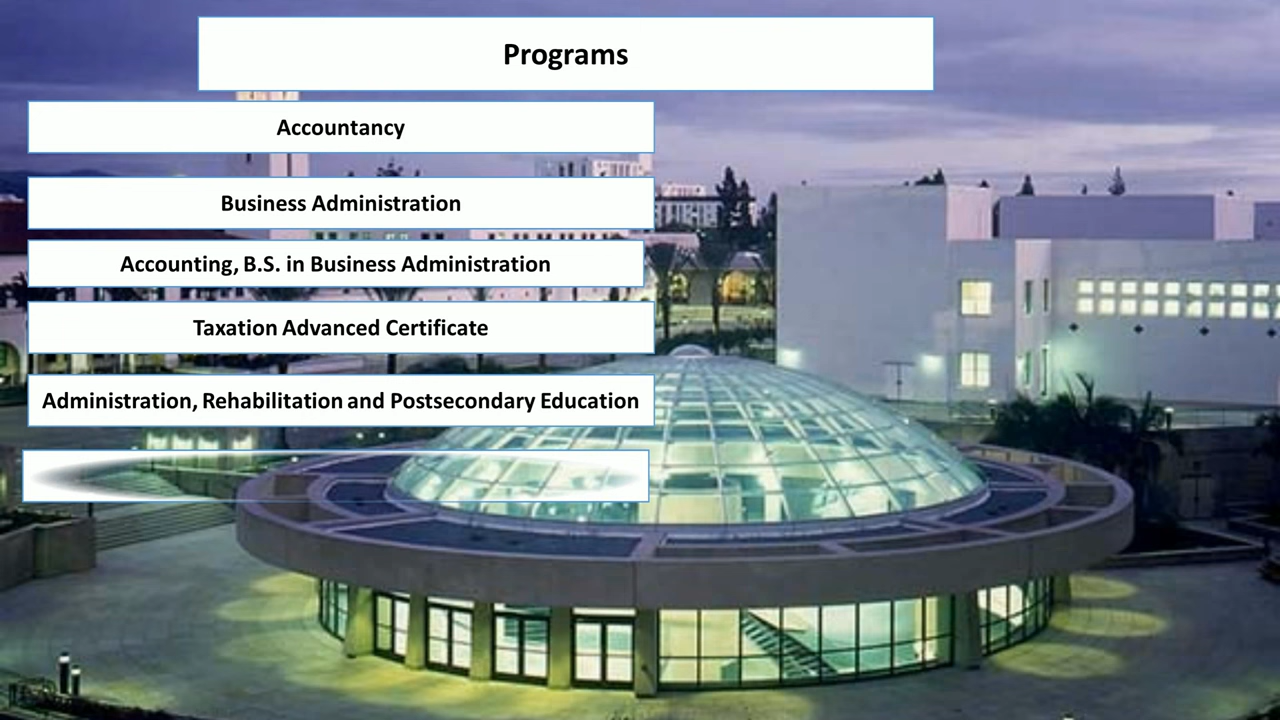 Programs
Accountancy
Business Administration
Accounting, B.S. in Business Administration
Taxation Advanced Certificate
Administration, Rehabilitation and Postsecondary Education